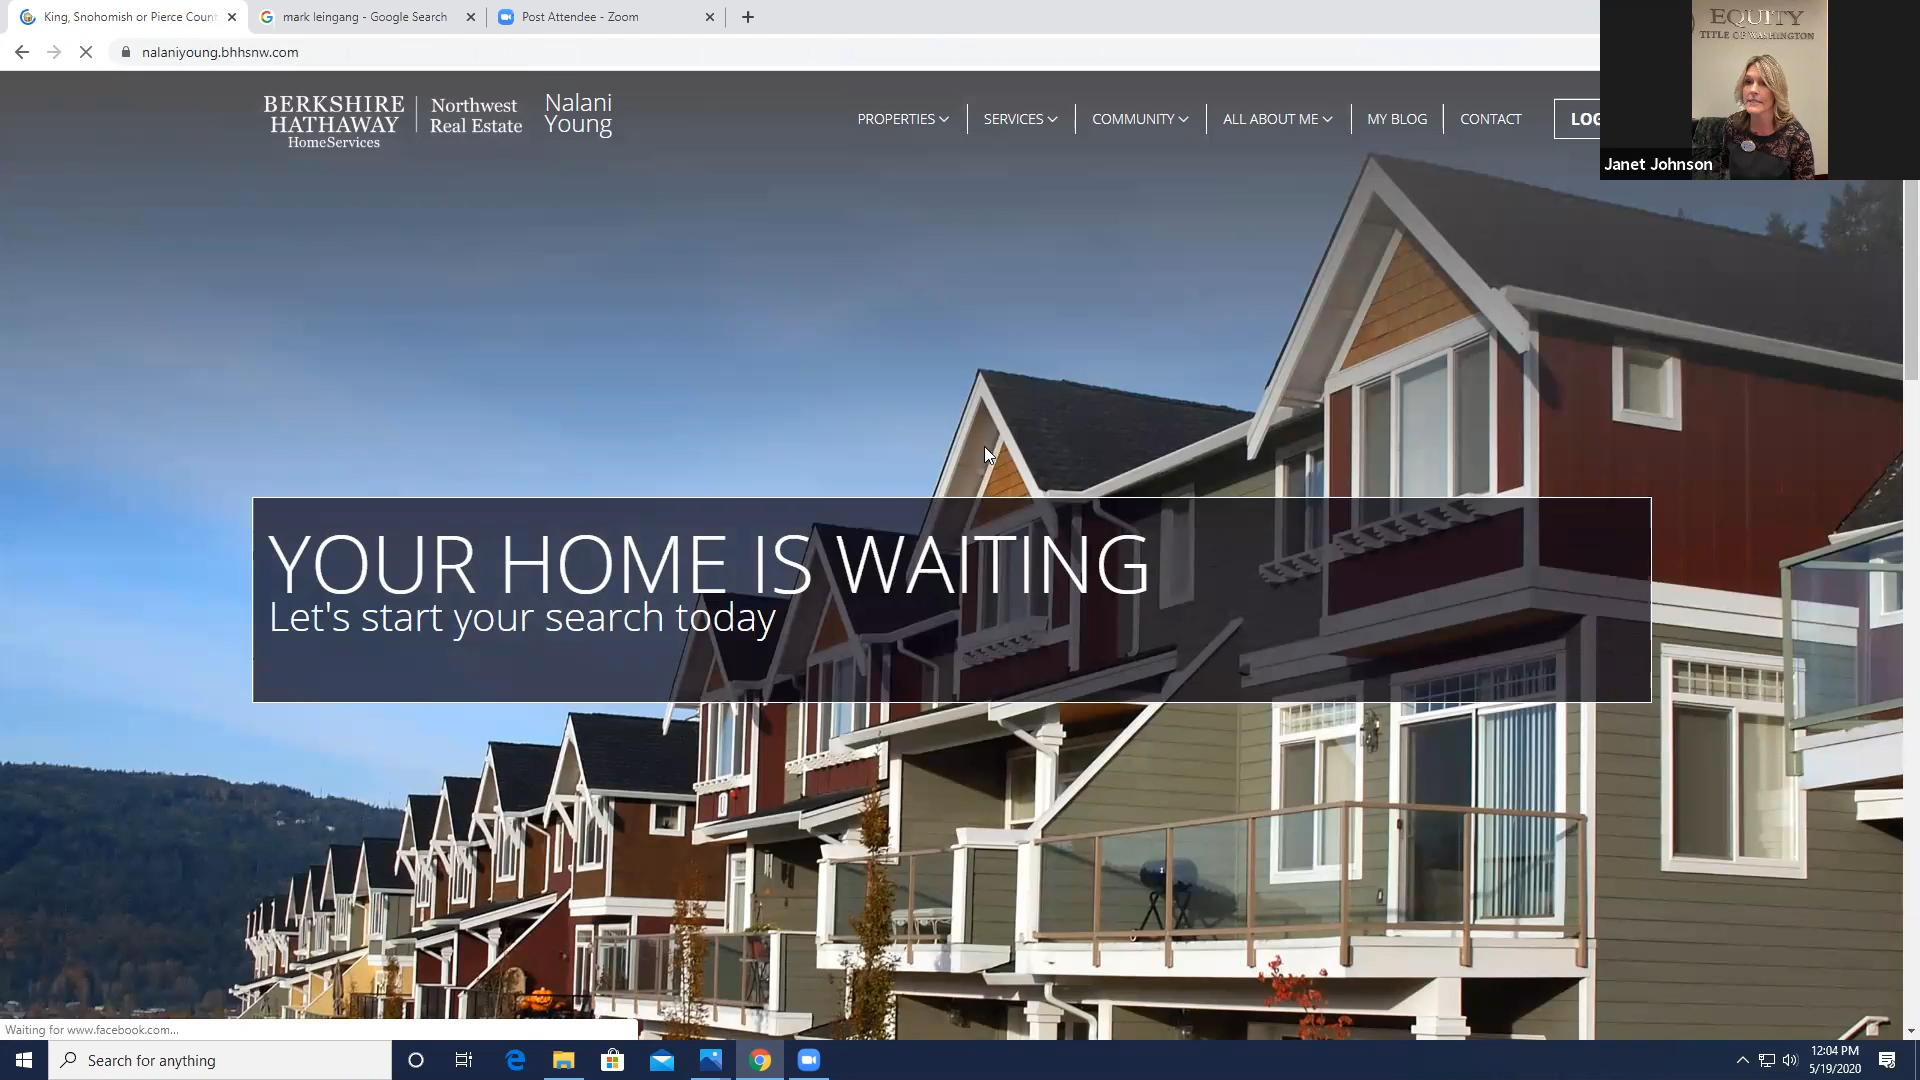 King, Snohomish or Pierce Count
mark leingang - Google Search
Post Attendee - Zoom
nalaniyoung.bhhsnw.com
EQUITY
TITLE OF WASHINGTON
BERKSHIRE
HATHAWAY
HomeServices
Northwest
Real Estate
Nalani
Young
PROPERTIES
SERVICES
COMMUNITY
ALL ABOUT ME
MY BLOG
CONTACT
LOG
Janet Johnson
YOUR HOME IS WAITING
Let's start your search today
Waiting for www.facebook.com...
Search for anything
12:04 PM
5/19/2020